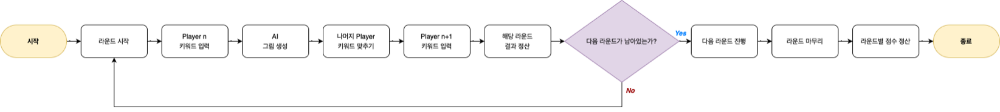 시작
라운드 시작
Player n
키워드 입력
AI
그림 생성
나머지 Player
키워드 맞추기
Player n+1
키워드 입력
해당 라운드
결과 정산
다음 라운드가 남아있는가?
Yes
No
다음 라운드 진행
라운드 마무리
라운드별 점수 정산
종료